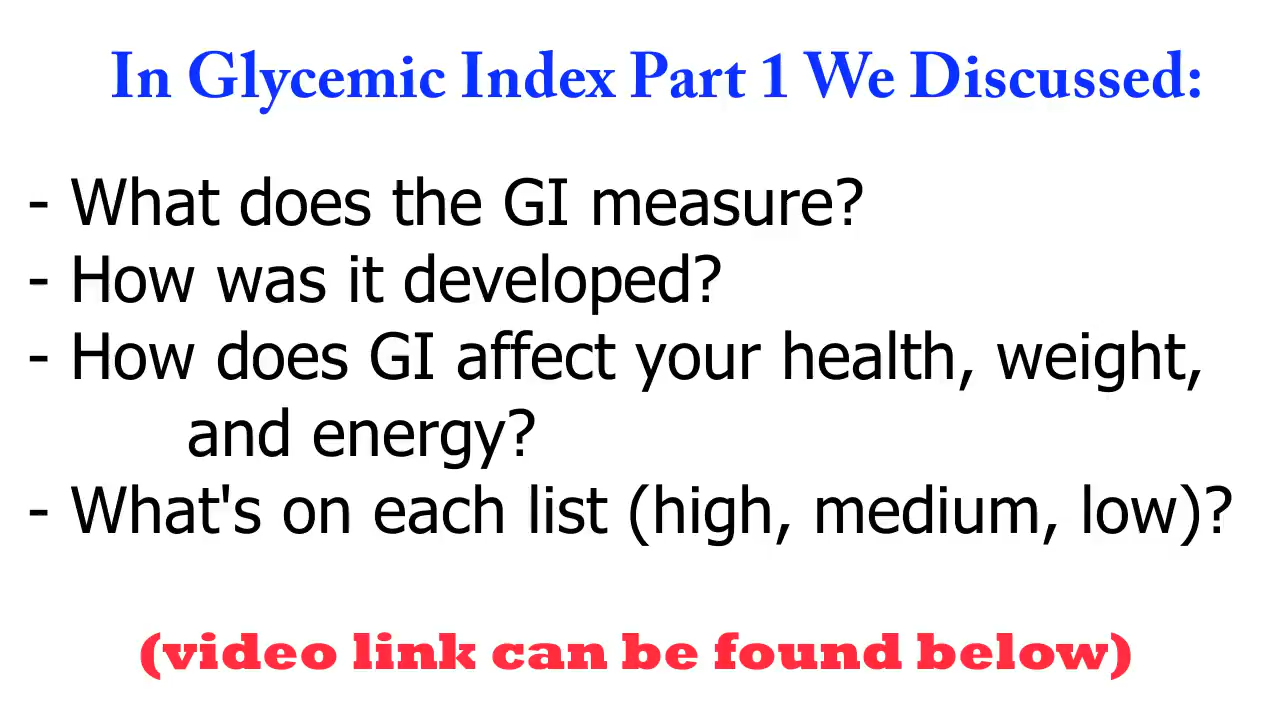 In Glycemic Index Part 1 We Discussed:
- What does the GI measure?
- How was it developed?
- How does GI affect your health, weight,
and energy?
- What's on each list (high, medium, low)?
(video link can be found below)